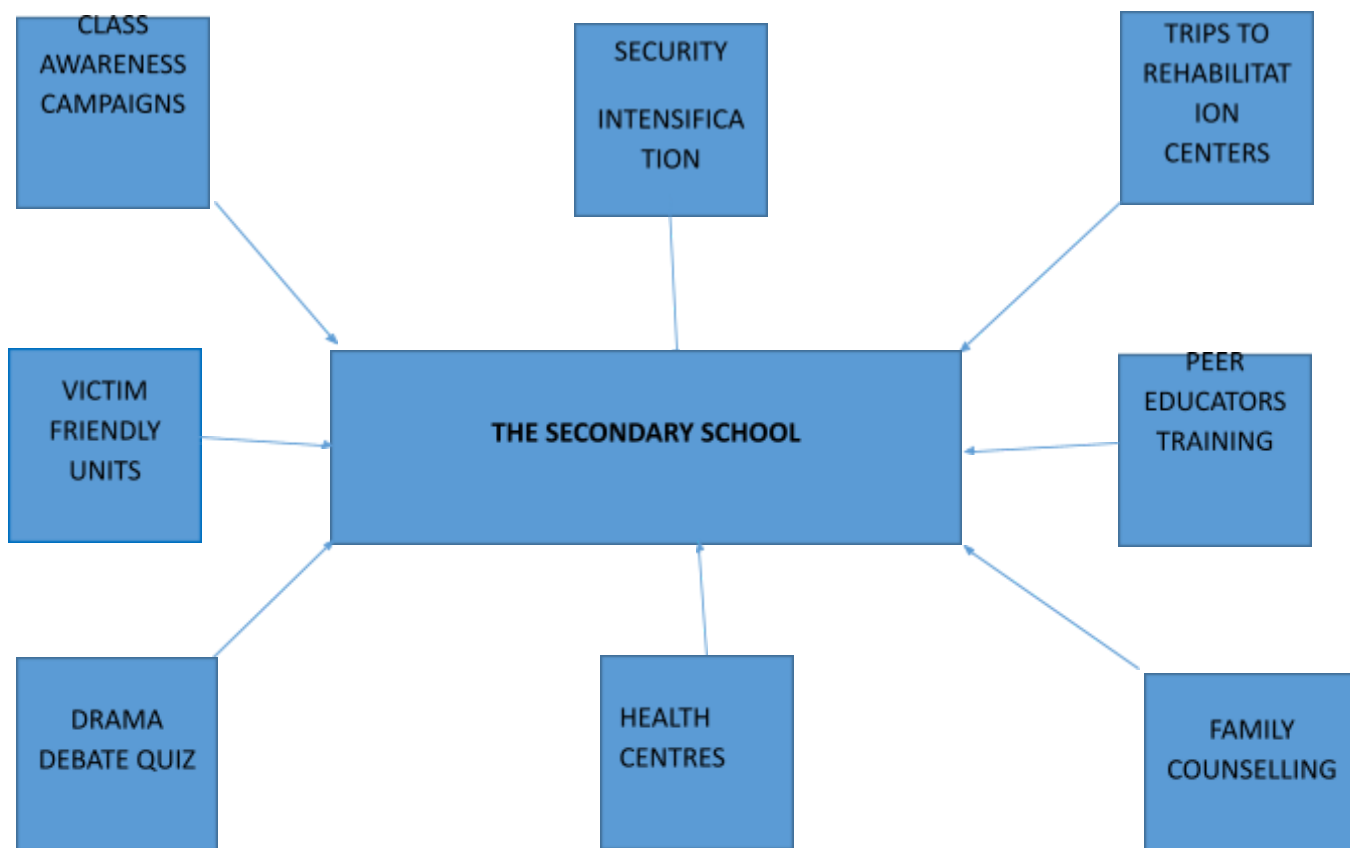 CLASS
AWARENESS
CAMPAIGNS
SECURITY
INTENSIFICA
TION
TRIPS TO
REHABILITAT
ION
CENTERS
VICTIM
FRIENDLY
UNITS
THE SECONDARY SCHOOL
PEER
EDUCATORS
TRAINING
DRAMA
DEBATE QUIZ
HEALTH
CENTRES
FAMILY
COUNSELLING